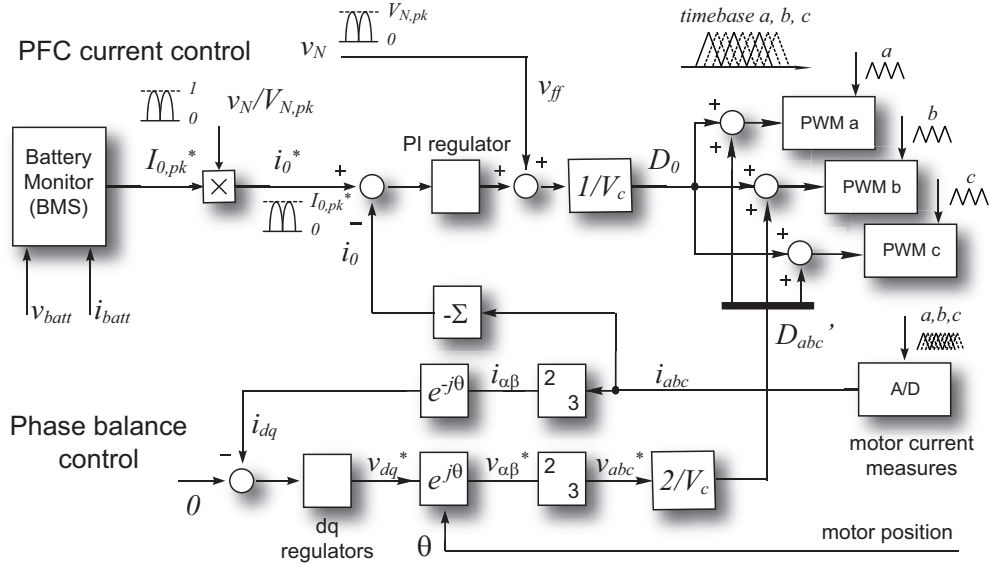 PFC current control
v_N
V_N,pk
0
timebase a, b, c
a
b
c
1
0
v_N/V_N,pk
v_ff
Battery
Monitor
(BMS)
I_0,pk*
×
i_0*
I_0,pk*
0
+
−
i_0
PI regulator
+
+
1/V_c
D_0
+
+
PWM a
+
+
PWM b
+
+
PWM c
v_batt
i_batt
-Σ
D_abc’
a,b,c
A/D
motor current
measures
e^-jθ
i_αβ
2
3
i_abc
i_dq
Phase balance
control
-
0
dq
regulators
v_dq*
e^jθ
v_αβ*
2
3
v_abc*
2/V_c
θ
motor position